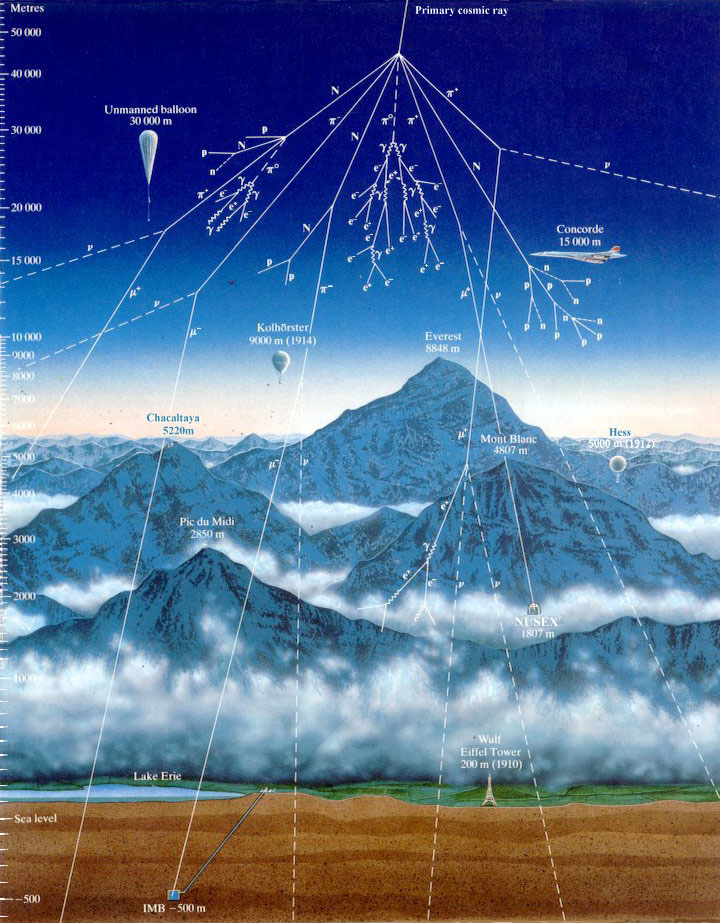 Metres
Primary cosmic ray
50 000
40 000
N
π⁺
Unmanned balloon
30 000 m
30 000
π⁻
N
π⁰
π⁺
p
N
p
n
π⁰
γ
γ
N
π⁺
γ
e⁺
e⁻
γ
e⁻
e⁺
e⁻
e⁻
e⁺
e⁻
20 000
ν
ν
N
p
p
π⁻
e⁺
e⁻
e⁺
e⁻
e⁻
γ
Concorde
15 000 m
15 000
n
n
p
p
p
n
p
n
n
p
p
μ⁺
ν
μ⁻
μ⁺
Kolhörster
9000 m (1914)
Everest
8848 m
10 000
9000
8000
7000
6000
5000
4000
3000
2000
1000
Chacaltaya
5220m
μ⁺
Mont Blanc
4807 m
Hess
5000 m (1912)
μ⁻
ν
e⁺
γ
e⁺
e⁻
ν
ν
Pic du Midi
2850 m
NUSEX
1807 m
Wulf
Eiffel Tower
200 m (1910)
Lake Erie
Sea level
−500
IMB −500 m